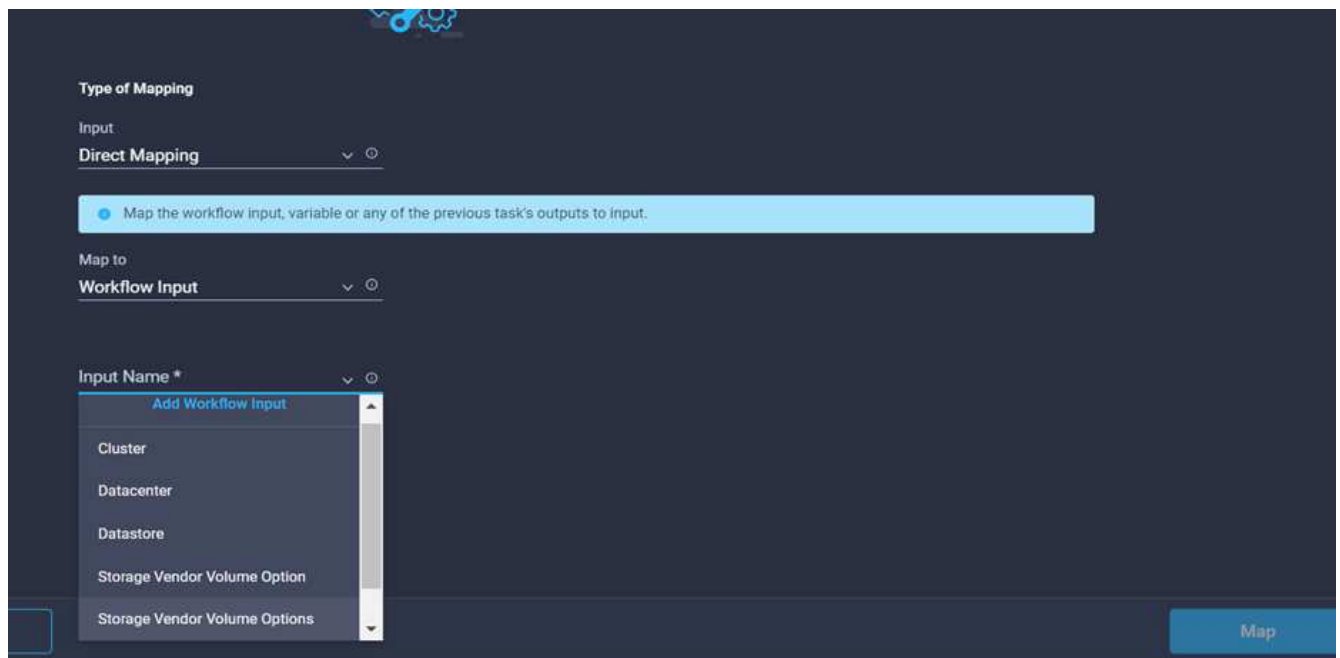 Type of Mapping
Input
Direct Mapping
Map the workflow input, variable or any of the previous task's outputs to input.
Map to
Workflow Input
Input Name *
Add Workflow Input
Cluster
Datacenter
Datastore
Storage Vendor Volume Option
Storage Vendor Volume Options
Map